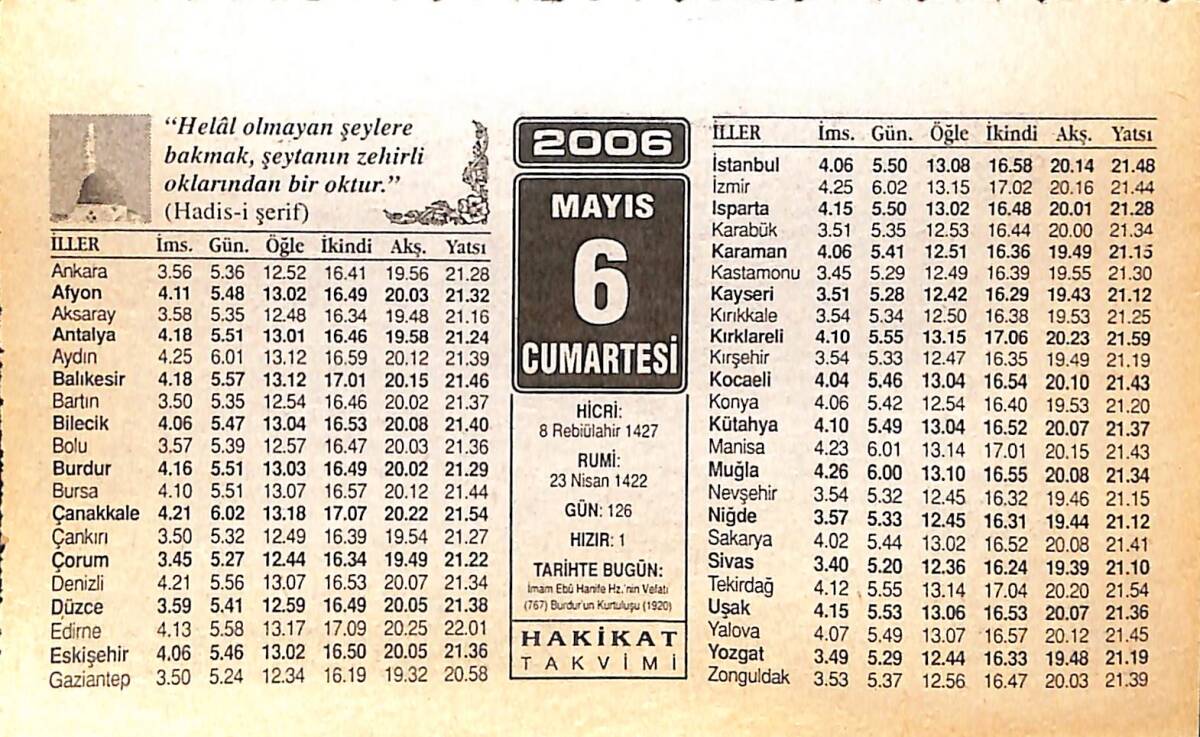 “Helâl olmayan şeylere
bakmak, şeytanın zehirli
oklarından bir oktur.”
(Hadis-i şerif)
İLLER İms. Gün. Öğle İkindi Akş. Yatsı
Ankara 3.56 5.36 12.52 16.41 19.56 21.28
Afyon 4.11 5.48 13.02 16.49 20.03 21.32
Aksaray 3.58 5.35 12.48 16.34 19.48 21.16
Antalya 4.18 5.51 13.01 16.46 19.58 21.24
Aydın 4.25 6.01 13.12 16.59 20.12 21.39
Balıkesir 4.18 5.57 13.12 17.01 20.15 21.46
Bartın 3.50 5.35 12.54 16.46 20.02 21.37
Bilecik 4.06 5.47 13.04 16.53 20.08 21.40
Bolu 3.57 5.39 12.57 16.47 20.03 21.36
Burdur 4.16 5.51 13.03 16.49 20.02 21.29
Bursa 4.10 5.51 13.07 16.57 20.12 21.44
Çanakkale 4.21 6.02 13.18 17.07 20.22 21.54
Çankırı 3.50 5.32 12.49 16.39 19.54 21.27
Çorum 3.45 5.27 12.44 16.34 19.49 21.22
Denizli 4.21 5.56 13.07 16.53 20.07 21.34
Düzce 3.59 5.41 12.59 16.49 20.05 21.38
Edirne 4.13 5.58 13.17 17.09 20.25 22.01
Eskişehir 4.06 5.46 13.02 16.50 20.05 21.36
Gaziantep 3.50 5.24 12.34 16.19 19.32 20.58
2006
MAYIS
6
CUMARTESİ
HİCRİ:
8 Rebiülahir 1427
RUMİ:
23 Nisan 1422
GÜN: 126
HIZIR: 1
TARİHTE BUGÜN:
İmam Ebû Hanife Hz.'nin Vefatı
(767) Burdur'un Kurtuluşu (1920)
HAKİKAT
TAKVİMİ
İLLER İms. Gün. Öğle İkindi Akş. Yatsı
İstanbul 4.06 5.50 13.08 16.58 20.14 21.48
İzmir 4.25 6.02 13.15 17.02 20.16 21.44
Isparta 4.15 5.50 13.02 16.48 20.01 21.28
Karabük 3.51 5.35 12.53 16.44 20.00 21.34
Karaman 4.06 5.41 12.51 16.36 19.49 21.15
Kastamonu 3.45 5.29 12.49 16.39 19.55 21.30
Kayseri 3.51 5.28 12.42 16.29 19.43 21.12
Kırıkkale 3.54 5.34 12.50 16.38 19.53 21.25
Kırklareli 4.10 5.55 13.15 17.06 20.23 21.59
Kırşehir 3.54 5.33 12.47 16.35 19.49 21.19
Kocaeli 4.04 5.46 13.04 16.54 20.10 21.43
Konya 4.06 5.42 12.54 16.40 19.53 21.20
Kütahya 4.10 5.49 13.04 16.52 20.07 21.37
Manisa 4.23 6.01 13.14 17.01 20.15 21.43
Muğla 4.26 6.00 13.10 16.55 20.08 21.34
Nevşehir 3.54 5.32 12.45 16.32 19.46 21.15
Niğde 3.57 5.33 12.45 16.31 19.44 21.12
Sakarya 4.02 5.44 13.02 16.52 20.08 21.41
Sivas 3.40 5.20 12.36 16.24 19.39 21.10
Tekirdağ 4.12 5.55 13.14 17.04 20.20 21.54
Uşak 4.15 5.53 13.06 16.53 20.07 21.36
Yalova 4.07 5.49 13.07 16.57 20.12 21.45
Yozgat 3.49 5.29 12.44 16.33 19.48 21.19
Zonguldak 3.53 5.37 12.56 16.47 20.03 21.39